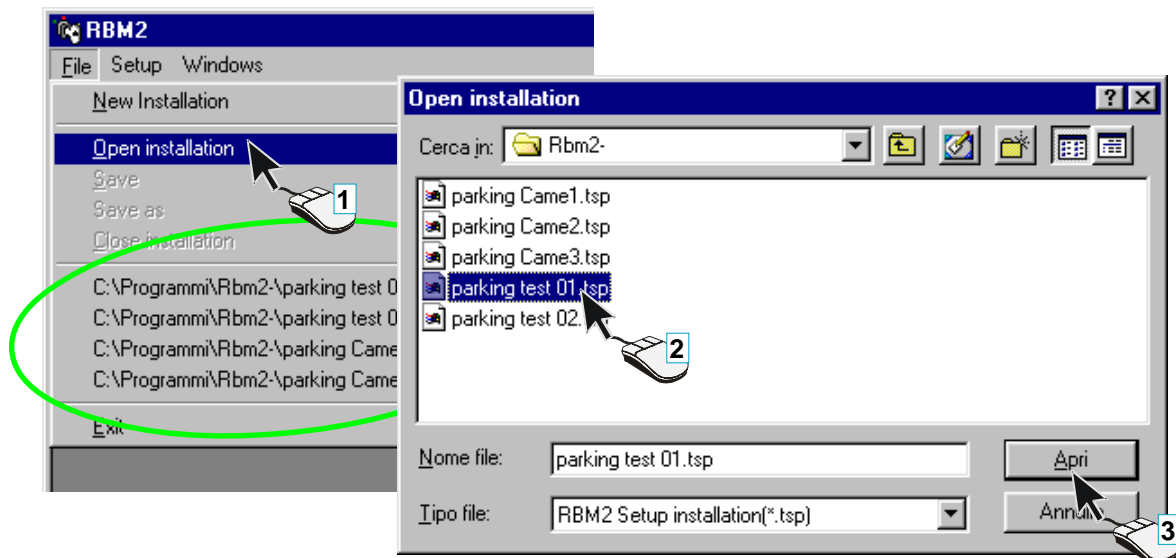 RBM2
File Setup Windows
New Installation
Open installation
Save
Save as
Close installation
C:\Programmi\Rbm2-\parking test 0
C:\Programmi\Rbm2-\parking test 0
C:\Programmi\Rbm2-\parking Came
C:\Programmi\Rbm2-\parking Came
Exit
1
Open installation
Cerca in: Rbm2-
parking Came1.tsp
parking Came2.tsp
parking Came3.tsp
parking test 01.tsp
parking test 02.
2
Nome file: parking test 01.tsp
Apri
Tipo file: RBM2 Setup installation(*.tsp)
3